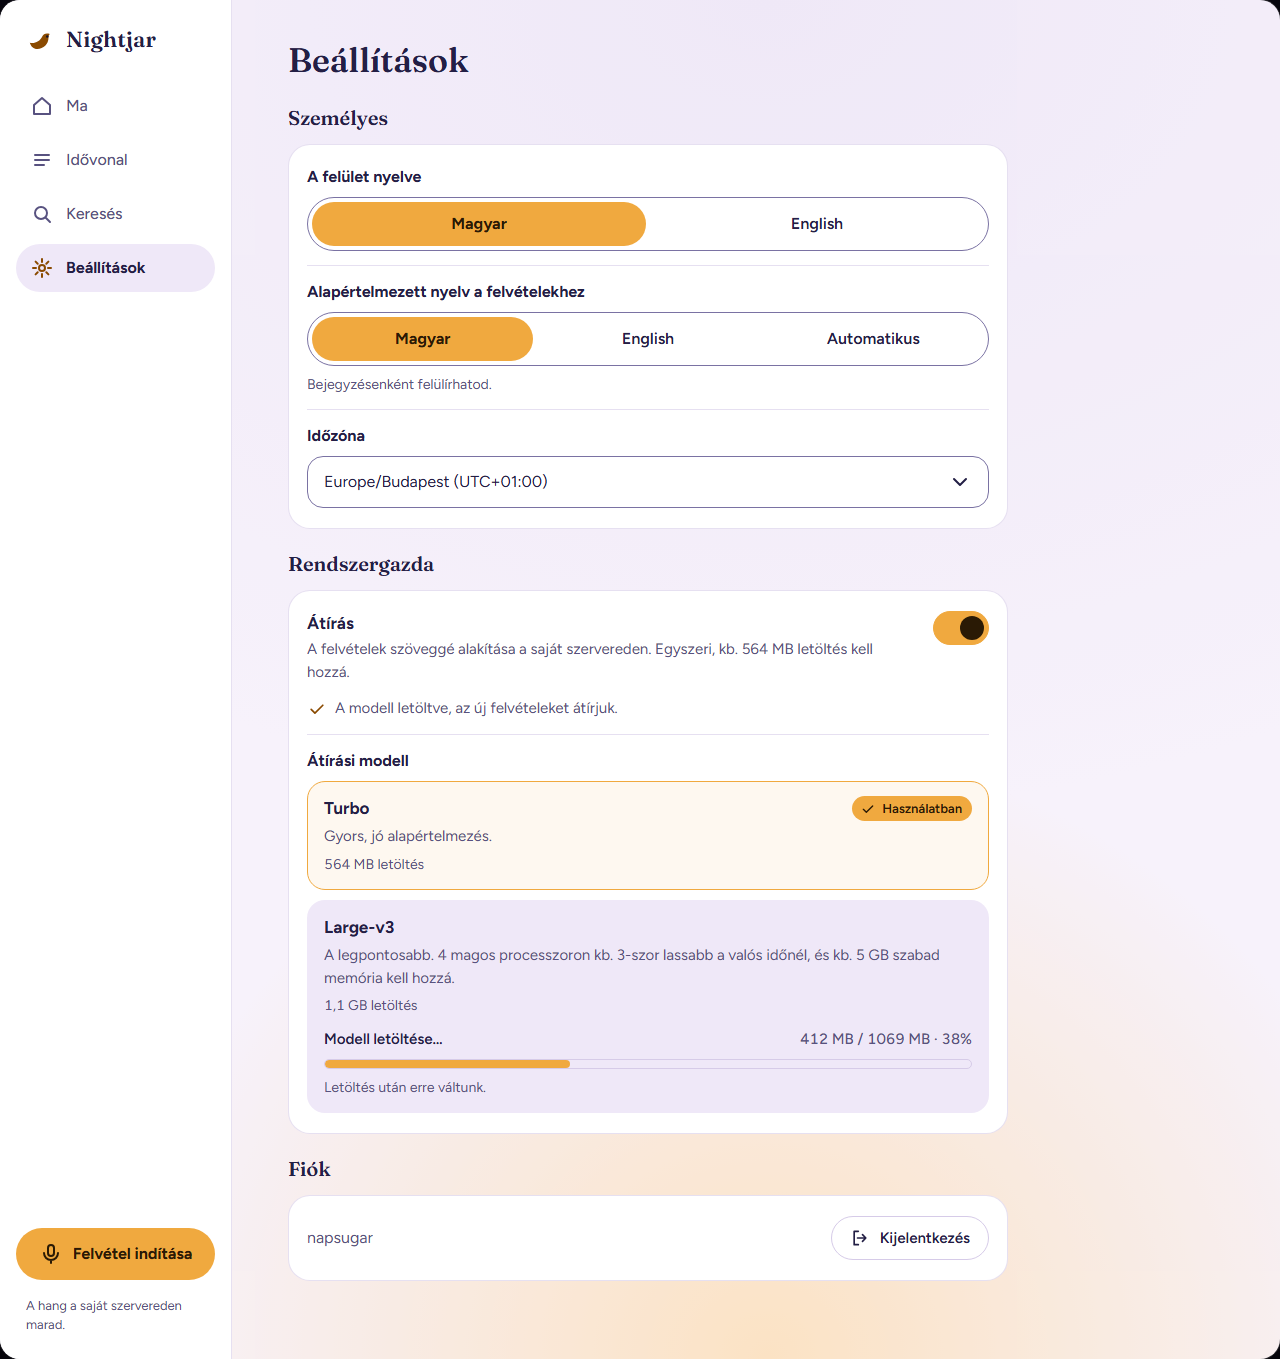 Nightjar
Ma
Idővonal
Keresés
Beállítások
Felvétel indítása
A hang a saját szervereden
marad.
Beállítások
Személyes
A felület nyelve
Magyar
English
Alapértelmezett nyelv a felvételekhez
Magyar
English
Automatikus
Bejegyzésenként felülírhatod.
Időzóna
Europe/Budapest (UTC+01:00)
Rendszergazda
Átírás
A felvételek szöveggé alakítása a saját szervereden. Egyszeri, kb. 564 MB letöltés kell
hozzá.
A modell letöltve, az új felvételeket átírjuk.
Átírási modell
Turbo
Használatban
Gyors, jó alapértelmezés.
564 MB letöltés
Large-v3
A legpontosabb. 4 magos processzoron kb. 3-szor lassabb a valós időnél, és kb. 5 GB szabad
memória kell hozzá.
1,1 GB letöltés
Modell letöltése…
412 MB / 1069 MB · 38%
Letöltés után erre váltunk.
Fiók
napsugar
Kijelentkezés